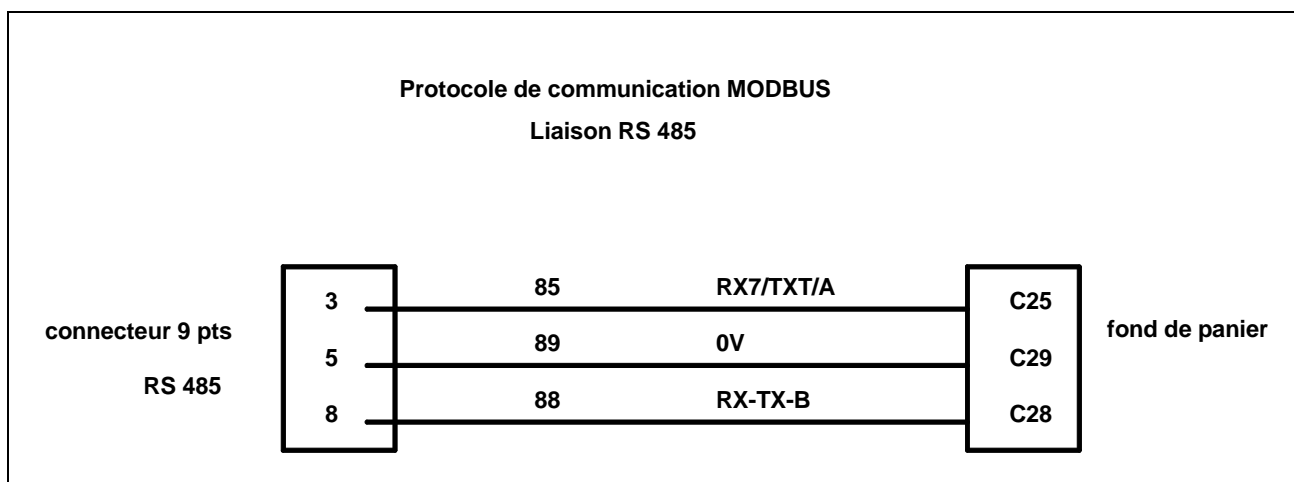 Protocole de communication MODBUS
Liaison RS 485
3 85 RX7/TXT/A C25
connecteur 9 pts fond de panier
5 89 0V C29
RS 485
8 88 RX-TX-B C28